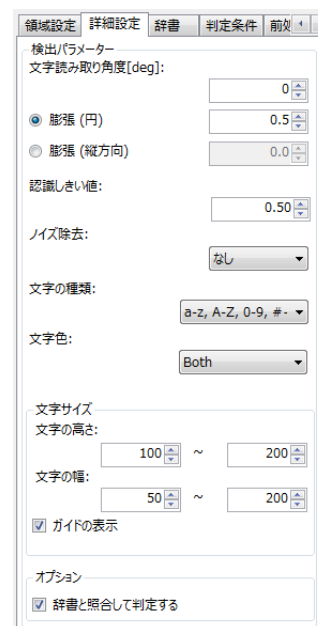 領域設定 詳細設定 辞書 判定条件 前処
検出パラメーター
文字読み取り角度[deg]:
0
膨張 (円) 0.5
膨張 (縦方向) 0.0
認識しきい値:
0.50
ノイズ除去:
なし
文字の種類:
a-z, A-Z, 0-9, #-
文字色:
Both
文字サイズ
文字の高さ:
100 ~ 200
文字の幅:
50 ~ 200
ガイドの表示
オプション
辞書と照合して判定する